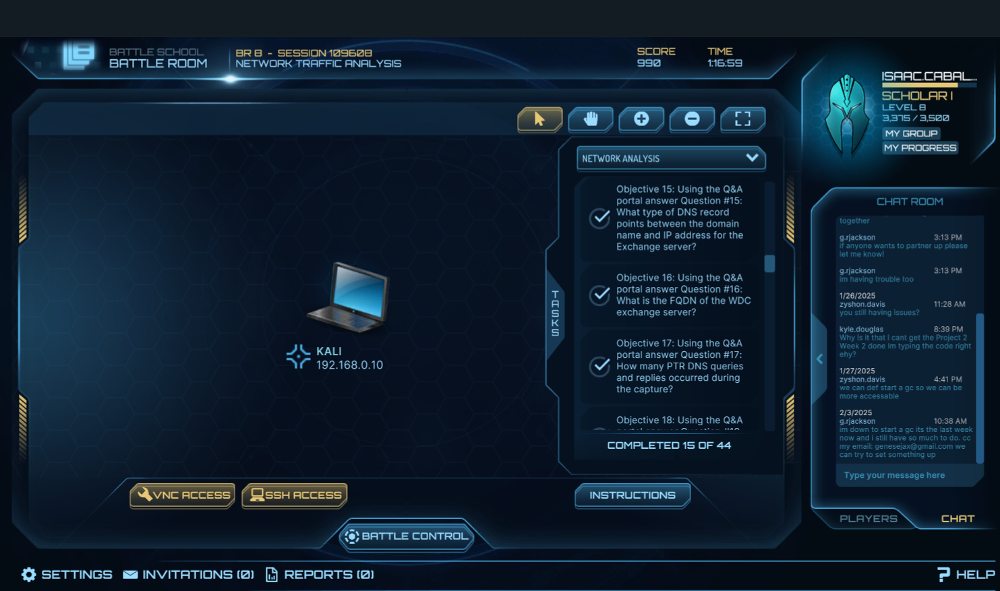 BATTLE SCHOOL
BATTLE ROOM
BR 8 - SESSION 109608
NETWORK TRAFFIC ANALYSIS
SCORE
990
TIME
1:16:59
ISAAC.CABAL...
SCHOLAR I
LEVEL 8
3,375 / 3,500
MY GROUP
MY PROGRESS
NETWORK ANALYSIS
Objective 15: Using the Q&A
portal answer Question #15:
What type of DNS record
points between the domain
name and IP address for the
Exchange server?
Objective 16: Using the Q&A
portal answer Question #16:
What is the FQDN of the WDC
exchange server?
Objective 17: Using the Q&A
portal answer Question #17:
How many PTR DNS queries
and replies occurred during
the capture?
Objective 18: Using the Q&A
portal answer Question #18
COMPLETED 15 OF 44
TASKS
KALI
192.168.0.10
VNC ACCESS
SSH ACCESS
INSTRUCTIONS
BATTLE CONTROL
CHAT ROOM
together
g.rjackson 3:13 PM
if anyone wants to partner up please
let me know!
g.rjackson 3:13 PM
im having trouble too
1/26/2025
zyshon.davis 11:28 AM
you still having issues?
kyle.douglas 8:39 PM
Why is it that I cant get the Project 2
Week 2 done Im typing the code right
ehy?
1/27/2025
zyshon.davis 4:41 PM
we can def start a gc so we can be
more accessable
2/3/2025
g.rjackson 10:38 AM
im down to start a gc its the last week
now and i still have so much to do. cc
my email: genesejax@gmail.com we
can try to set something up
Type your message here
PLAYERS
CHAT
SETTINGS
INVITATIONS (0)
REPORTS (0)
HELP